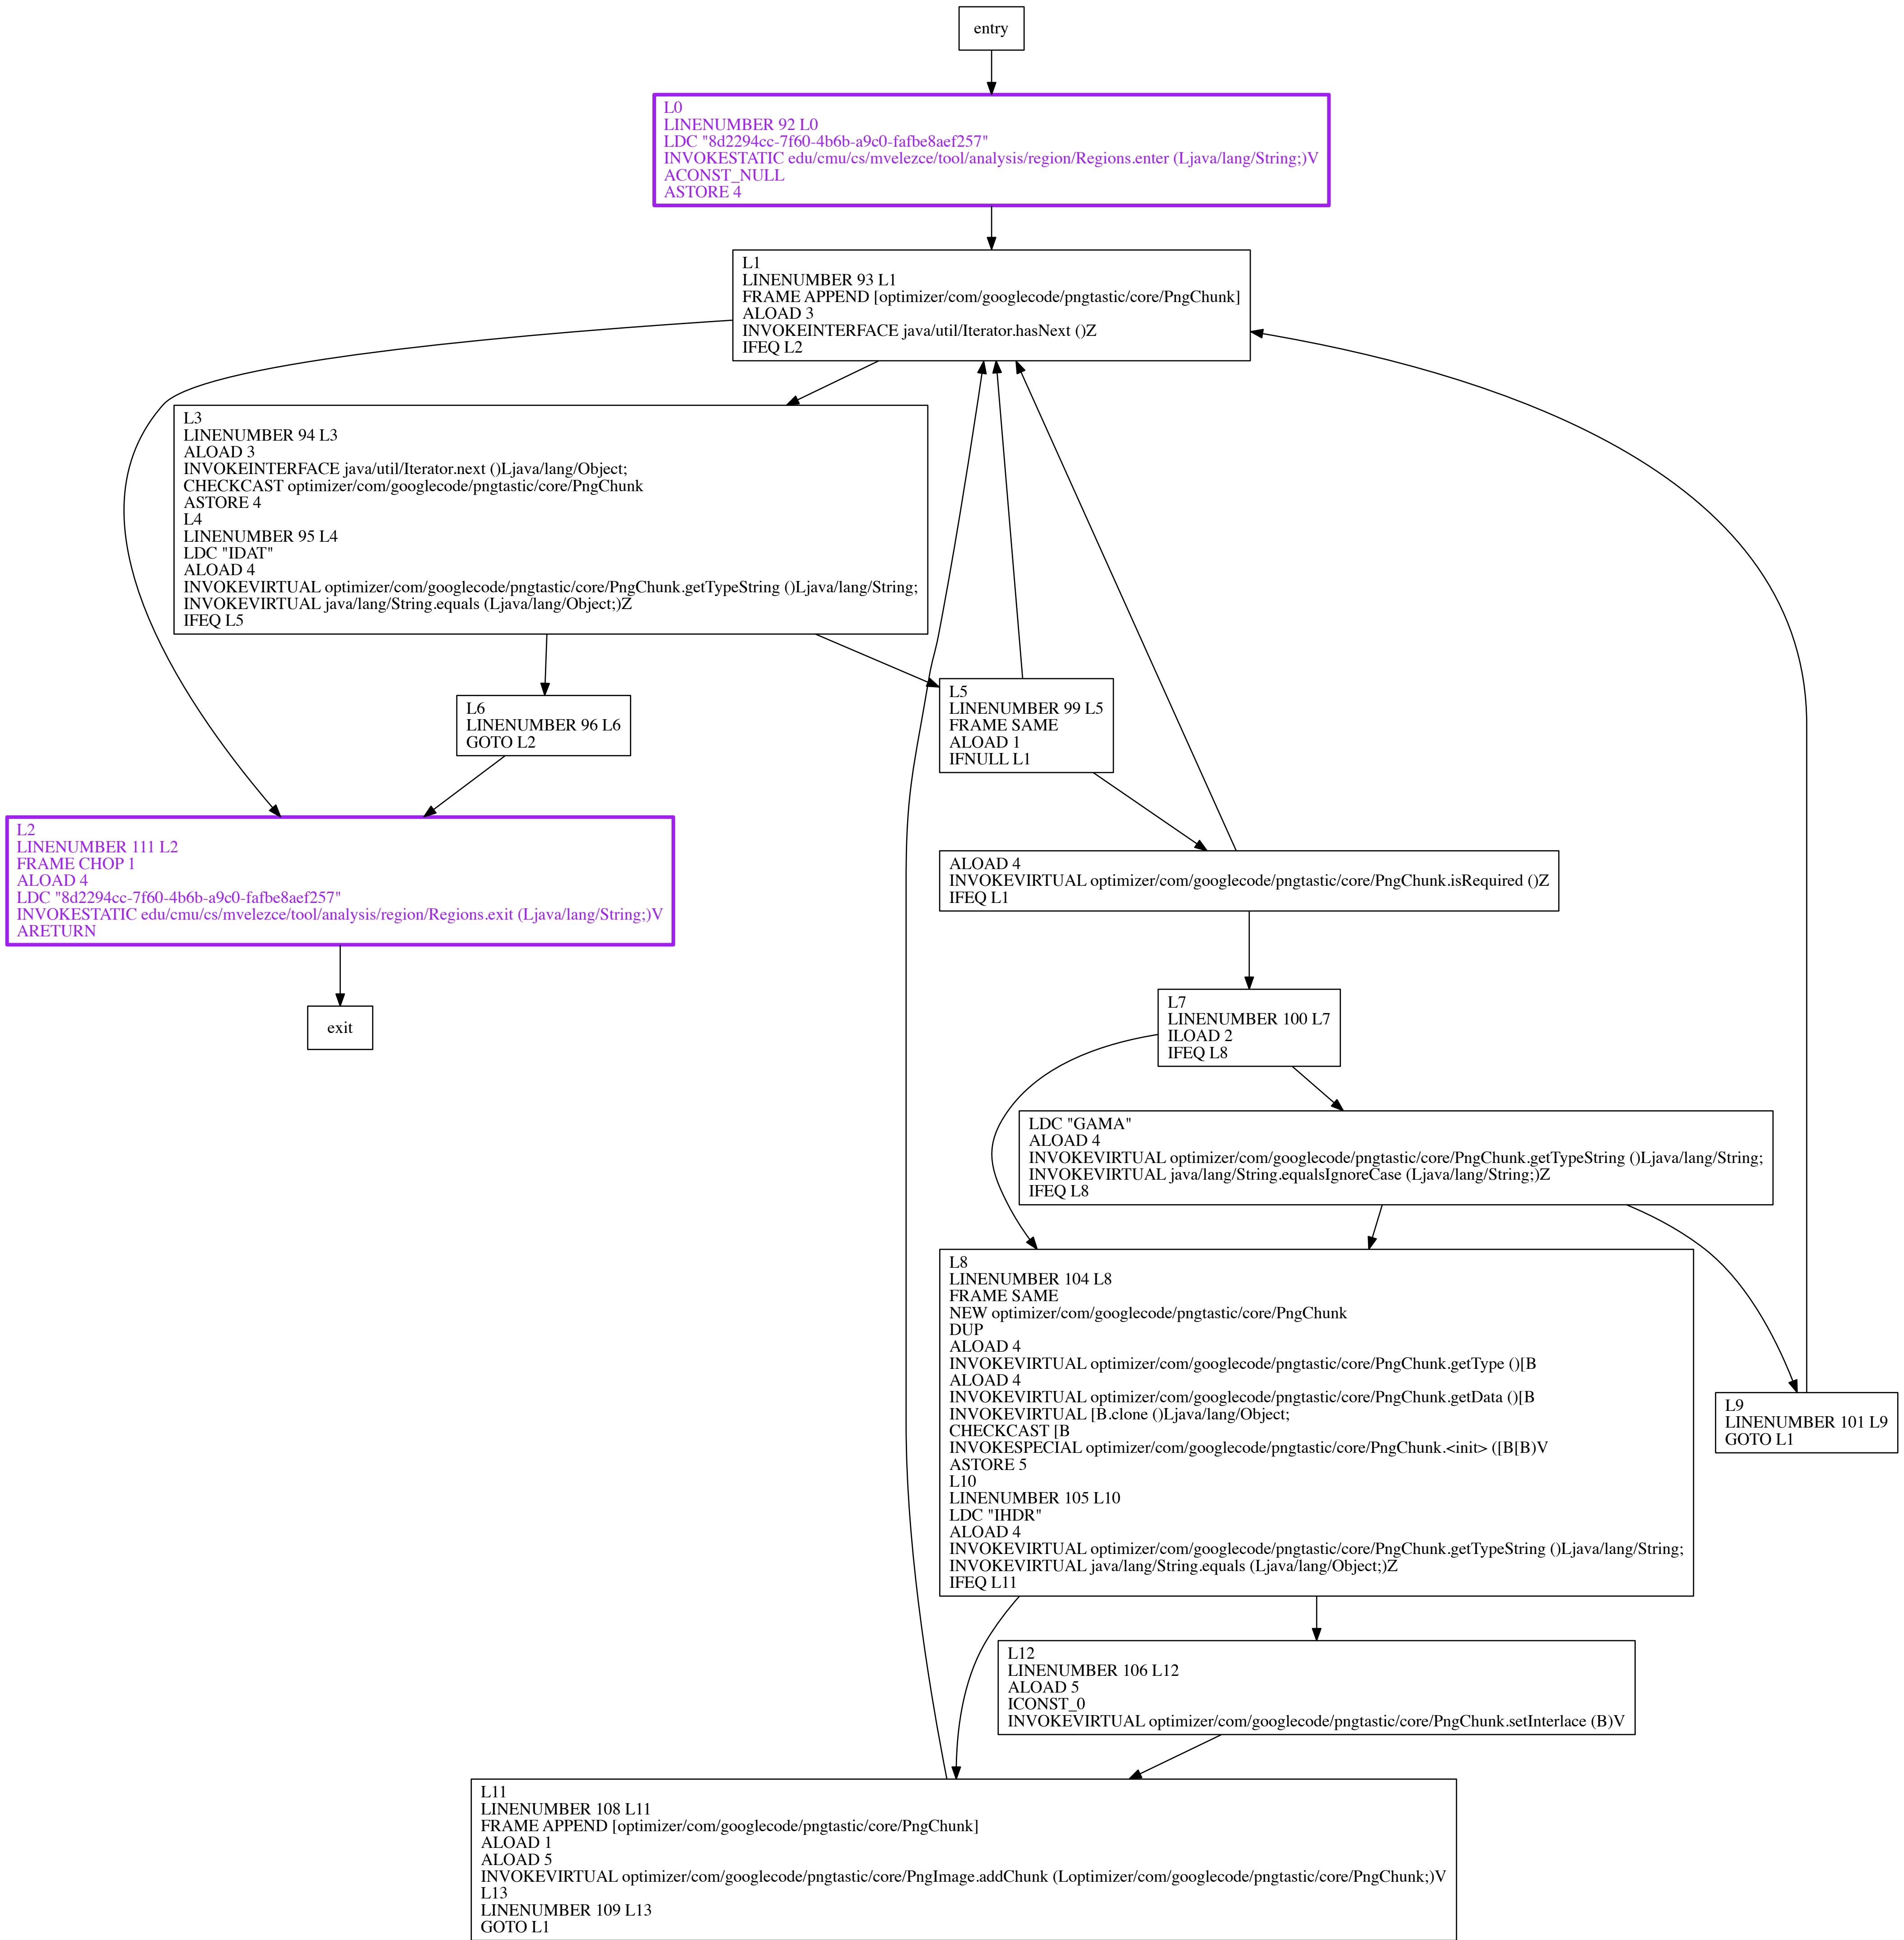 entry
L0
LINENUMBER 92 L0
LDC "8d2294cc-7f60-4b6b-a9c0-fafbe8aef257"
INVOKESTATIC edu/cmu/cs/mvelezce/tool/analysis/region/Regions.enter (Ljava/lang/String;)V
ACONST_NULL
ASTORE 4
L1
LINENUMBER 93 L1
FRAME APPEND [optimizer/com/googlecode/pngtastic/core/PngChunk]
ALOAD 3
INVOKEINTERFACE java/util/Iterator.hasNext ()Z
IFEQ L2
L3
LINENUMBER 94 L3
ALOAD 3
INVOKEINTERFACE java/util/Iterator.next ()Ljava/lang/Object;
CHECKCAST optimizer/com/googlecode/pngtastic/core/PngChunk
ASTORE 4
L4
LINENUMBER 95 L4
LDC "IDAT"
ALOAD 4
INVOKEVIRTUAL optimizer/com/googlecode/pngtastic/core/PngChunk.getTypeString ()Ljava/lang/String;
INVOKEVIRTUAL java/lang/String.equals (Ljava/lang/Object;)Z
IFEQ L5
L6
LINENUMBER 96 L6
GOTO L2
L5
LINENUMBER 99 L5
FRAME SAME
ALOAD 1
IFNULL L1
L2
LINENUMBER 111 L2
FRAME CHOP 1
ALOAD 4
LDC "8d2294cc-7f60-4b6b-a9c0-fafbe8aef257"
INVOKESTATIC edu/cmu/cs/mvelezce/tool/analysis/region/Regions.exit (Ljava/lang/String;)V
ARETURN
ALOAD 4
INVOKEVIRTUAL optimizer/com/googlecode/pngtastic/core/PngChunk.isRequired ()Z
IFEQ L1
exit
L7
LINENUMBER 100 L7
ILOAD 2
IFEQ L8
LDC "GAMA"
ALOAD 4
INVOKEVIRTUAL optimizer/com/googlecode/pngtastic/core/PngChunk.getTypeString ()Ljava/lang/String;
INVOKEVIRTUAL java/lang/String.equalsIgnoreCase (Ljava/lang/String;)Z
IFEQ L8
L8
LINENUMBER 104 L8
FRAME SAME
NEW optimizer/com/googlecode/pngtastic/core/PngChunk
DUP
ALOAD 4
INVOKEVIRTUAL optimizer/com/googlecode/pngtastic/core/PngChunk.getType ()[B
ALOAD 4
INVOKEVIRTUAL optimizer/com/googlecode/pngtastic/core/PngChunk.getData ()[B
INVOKEVIRTUAL [B.clone ()Ljava/lang/Object;
CHECKCAST [B
INVOKESPECIAL optimizer/com/googlecode/pngtastic/core/PngChunk.<init> ([B[B)V
ASTORE 5
L10
LINENUMBER 105 L10
LDC "IHDR"
ALOAD 4
INVOKEVIRTUAL optimizer/com/googlecode/pngtastic/core/PngChunk.getTypeString ()Ljava/lang/String;
INVOKEVIRTUAL java/lang/String.equals (Ljava/lang/Object;)Z
IFEQ L11
L9
LINENUMBER 101 L9
GOTO L1
L12
LINENUMBER 106 L12
ALOAD 5
ICONST_0
INVOKEVIRTUAL optimizer/com/googlecode/pngtastic/core/PngChunk.setInterlace (B)V
L11
LINENUMBER 108 L11
FRAME APPEND [optimizer/com/googlecode/pngtastic/core/PngChunk]
ALOAD 1
ALOAD 5
INVOKEVIRTUAL optimizer/com/googlecode/pngtastic/core/PngImage.addChunk (Loptimizer/com/googlecode/pngtastic/core/PngChunk;)V
L13
LINENUMBER 109 L13
GOTO L1